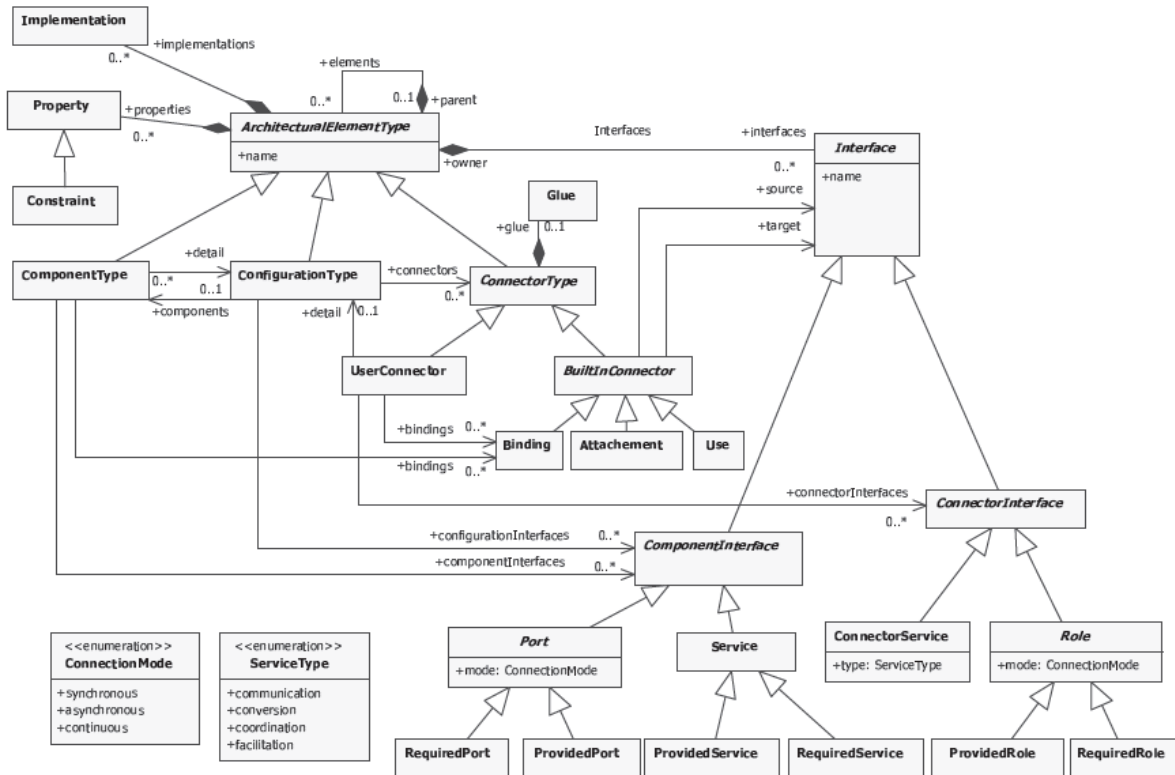 Implementation
+implementations
0..*
+elements
0..*
0..1
+parent
Property
+properties
0..*
ArchitecturalElementType
+name
+owner
Interfaces
+interfaces
0..*
Interface
+name
Constraint
Glue
+glue
0..1
+source
+target
ComponentType
+detail
0..*
0..1
+components
ConfigurationType
+connectors
0..*
ConnectorType
+detail
0..1
UserConnector
BuiltInConnector
+bindings
0..*
+bindings
0..*
Binding
Attachement
Use
+connectorInterfaces
0..*
ConnectorInterface
+configurationInterfaces
0..*
+componentInterfaces
0..*
ComponentInterface
<<enumeration>>
ConnectionMode
+synchronous
+asynchronous
+continuous
<<enumeration>>
ServiceType
+communication
+conversion
+coordination
+facilitation
Port
+mode: ConnectionMode
Service
ConnectorService
+type: ServiceType
Role
+mode: ConnectionMode
RequiredPort
ProvidedPort
ProvidedService
RequiredService
ProvidedRole
RequiredRole